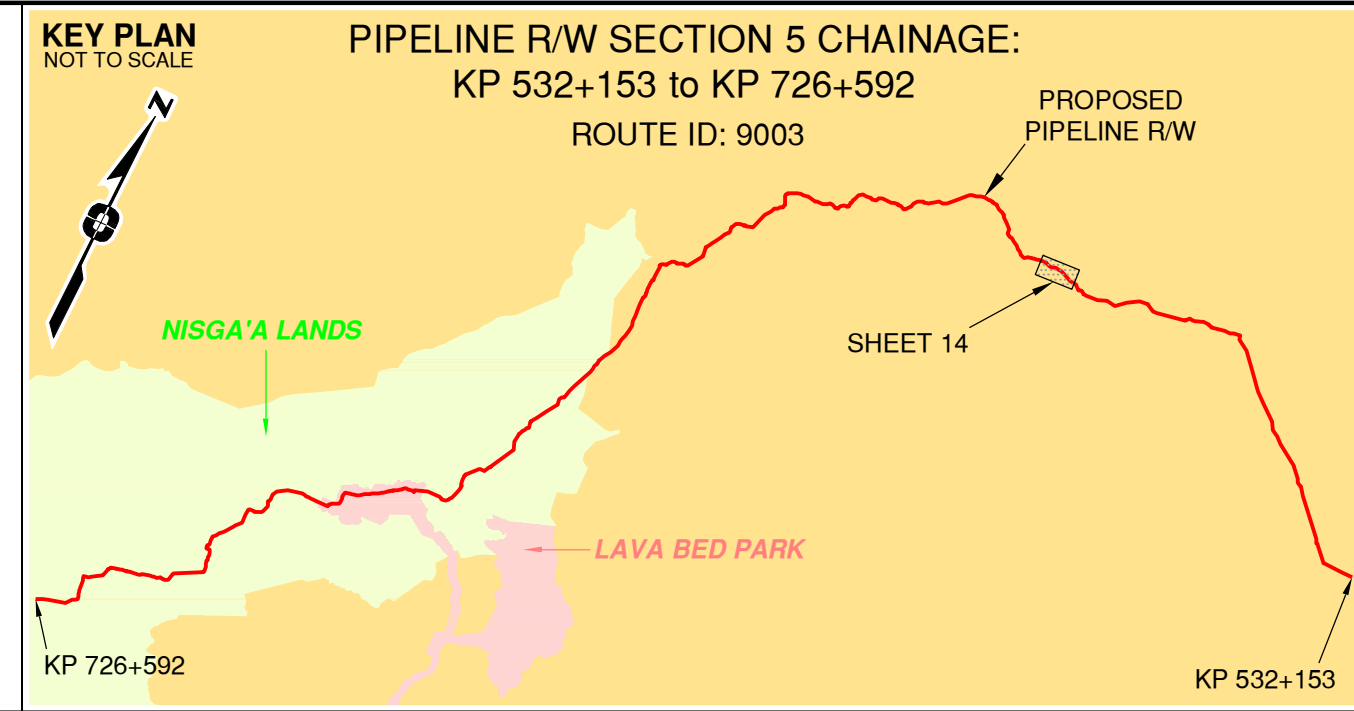 KEY PLAN
NOT TO SCALE
PIPELINE R/W SECTION 5 CHAINAGE:
KP 532+153 to KP 726+592
ROUTE ID: 9003
N
PROPOSED
PIPELINE R/W
SHEET 14
NISGA'A LANDS
LAVA BED PARK
KP 726+592
KP 532+153